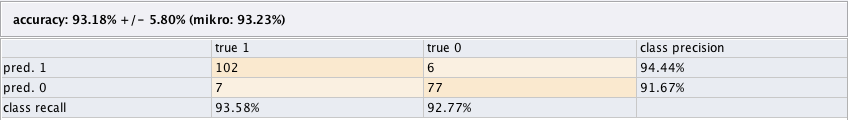 accuracy: 93.18% +/- 5.80% (mikro: 93.23%)
true 1 true 0 class precision
pred. 1 102 6 94.44%
pred. 0 7 77 91.67%
class recall 93.58% 92.77%